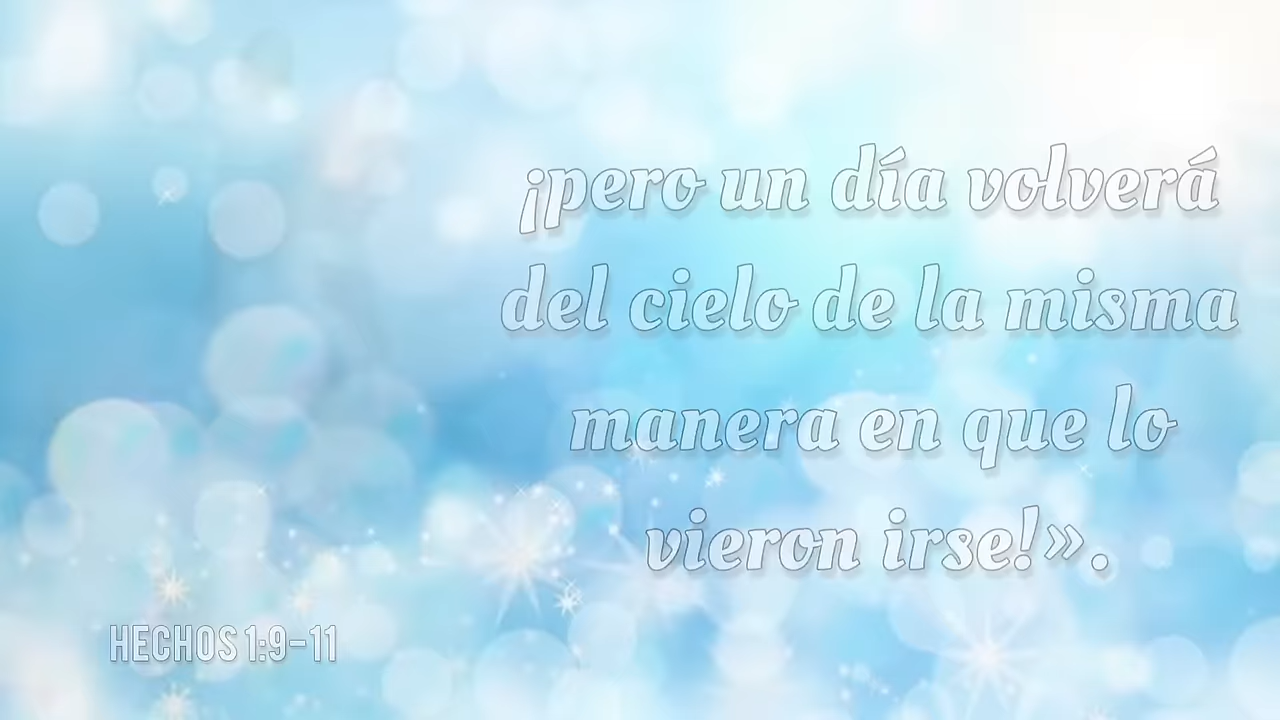 ¡pero un día volverá
del cielo de la misma
manera en que lo
vieron irse!».
HECHOS 1:9-11